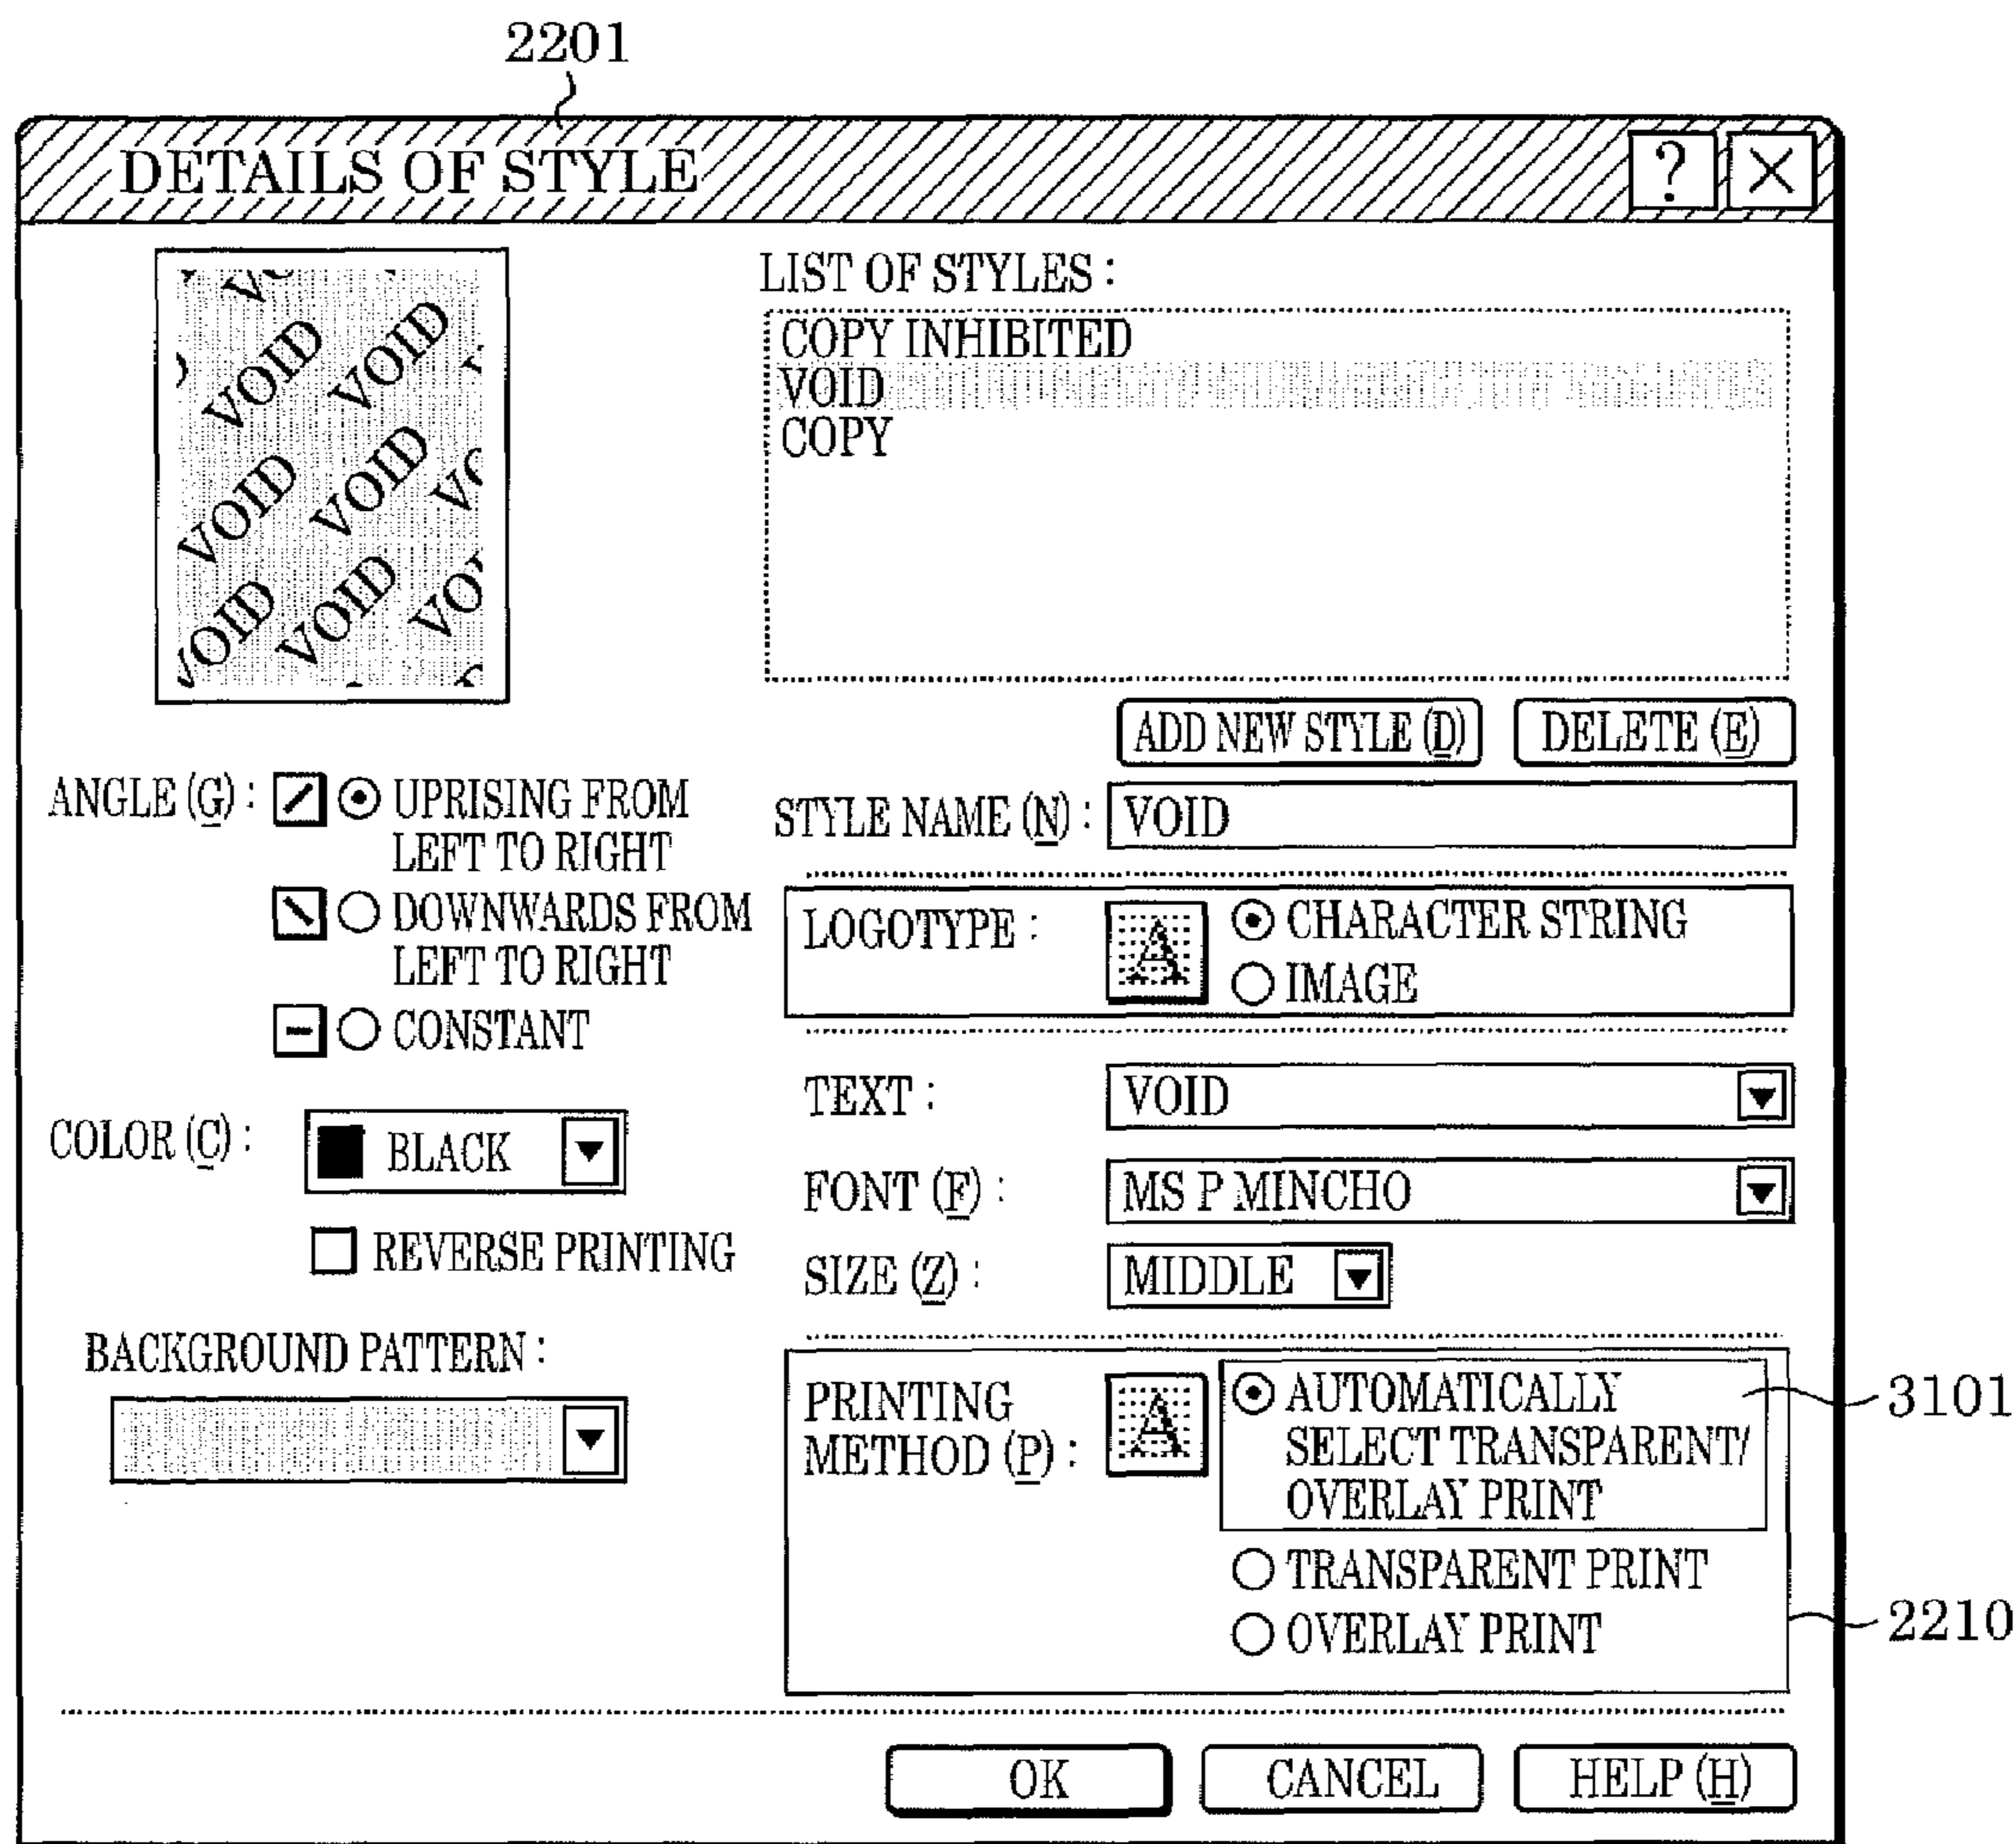 2201
DETAILS OF STYLE ? ×
VOID
VOID
VOID
VOID
VOID
VOID
LIST OF STYLES :
COPY INHIBITED
VOID
COPY
ADD NEW STYLE (D) DELETE (E)
ANGLE (G) : UPRISING FROM
LEFT TO RIGHT
DOWNWARDS FROM
LEFT TO RIGHT
CONSTANT
COLOR (C) : BLACK
REVERSE PRINTING
BACKGROUND PATTERN :
STYLE NAME (N) : VOID
LOGOTYPE : A CHARACTER STRING
IMAGE
TEXT : VOID
FONT (F) : MS P MINCHO
SIZE (Z) : MIDDLE
PRINTING
METHOD (P) : A AUTOMATICALLY
SELECT TRANSPARENT/
OVERLAY PRINT
TRANSPARENT PRINT
OVERLAY PRINT
3101
2210
OK CANCEL HELP (H)